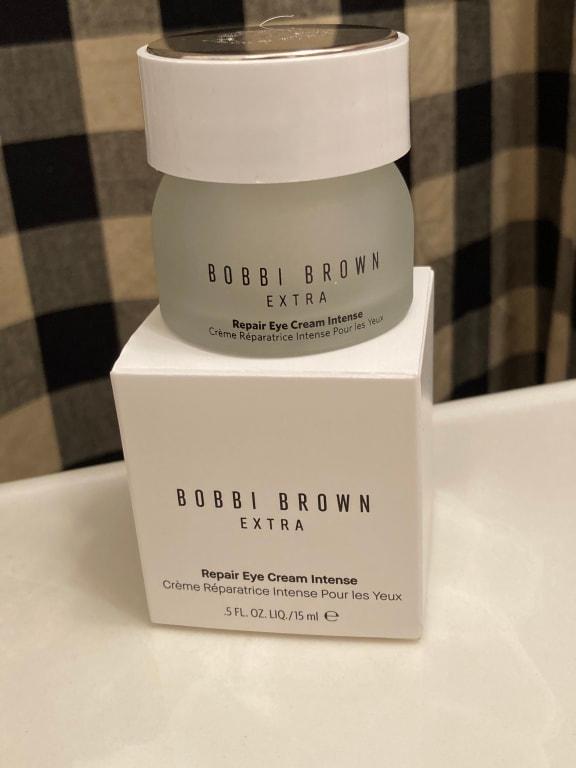 BOBBI BROWN
EXTRA
Repair Eye Cream Intense
Crème Réparatrice Intense Pour les Yeux
BOBBI BROWN
EXTRA
Repair Eye Cream Intense
Crème Réparatrice Intense Pour les Yeux
.5 FL. OZ. LIQ./15 ml ℮